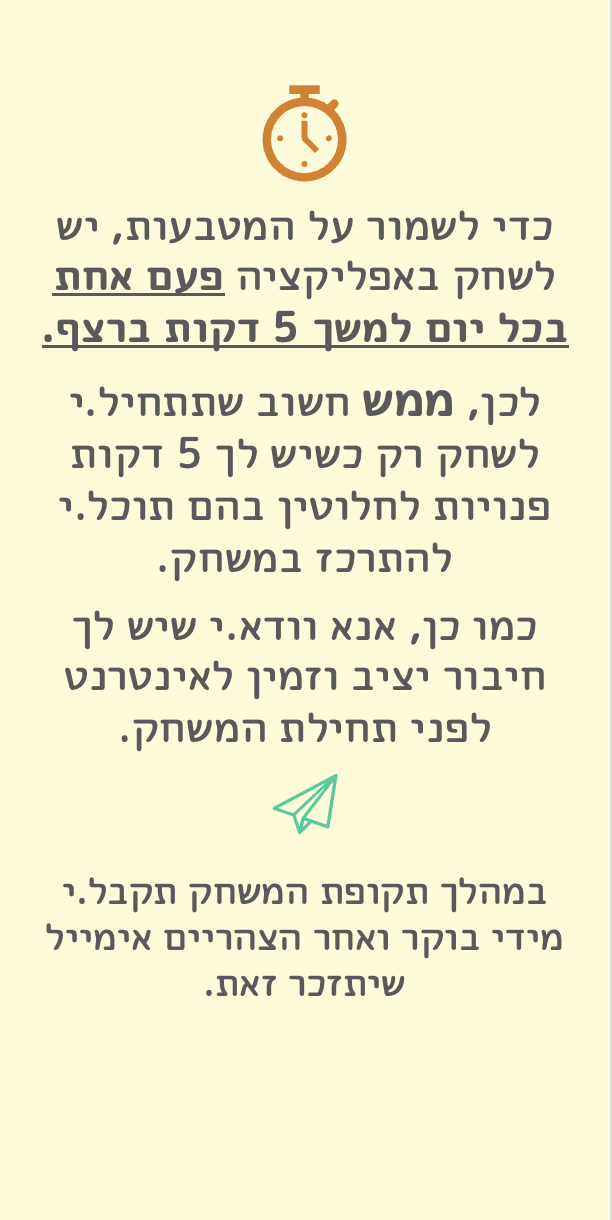 כדי לשמור על המטבעות, יש
לשחק באפליקציה פעם אחת
בכל יום למשך 5 דקות ברצף.
לכן, ממש חשוב שתתחיל.י
לשחק רק כשיש לך 5 דקות
פנויות לחלוטין בהם תוכל.י
להתרכז במשחק.
כמו כן, אנא וודא.י שיש לך
חיבור יציב וזמין לאינטרנט
לפני תחילת המשחק.
במהלך תקופת המשחק תקבל.י
מידי בוקר ואחר הצהריים אימייל
שיתזכר זאת.